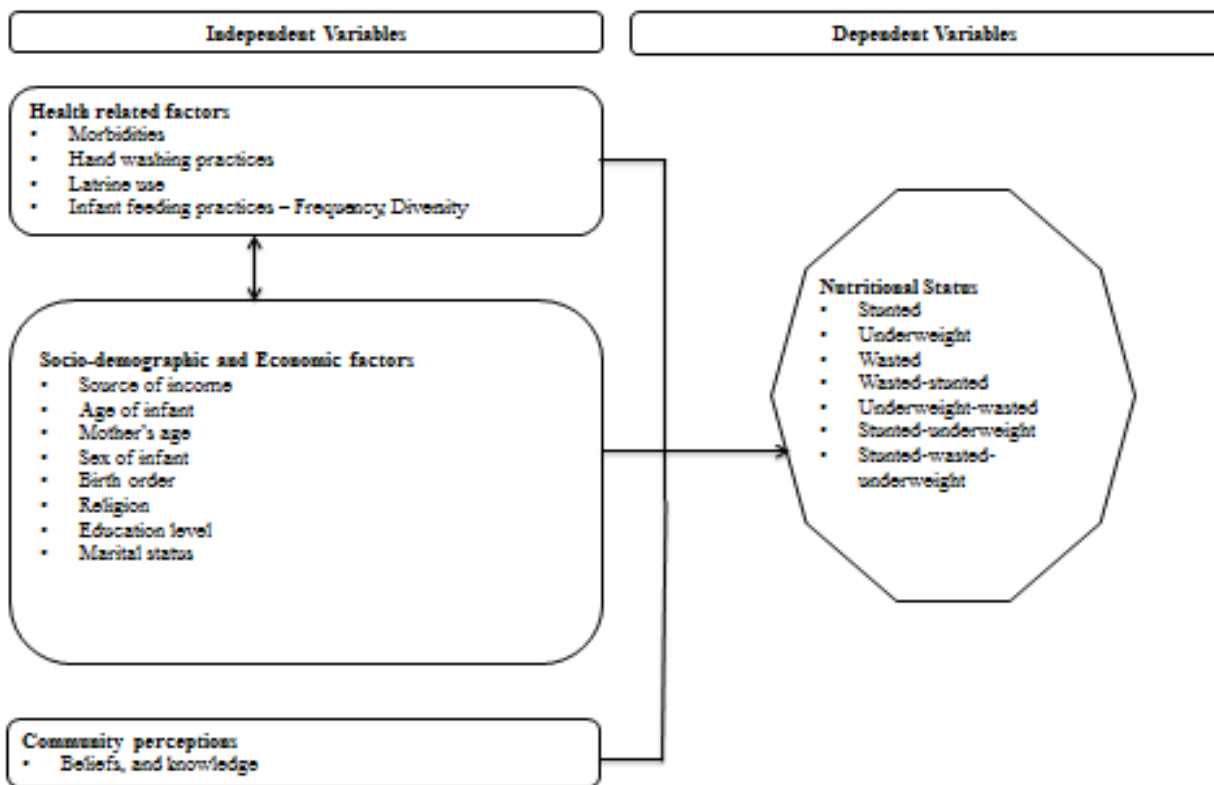 Independent Variables
Dependent Variables
Health related factors
• Morbidities
• Hand washing practices
• Latrine use
• Infant feeding practices – Frequency, Diversity
Socio-demographic and Economic factors
• Source of income
• Age of infant
• Mother's age
• Sex of infant
• Birth order
• Religion
• Education level
• Marital status
Community perceptions
• Beliefs, and knowledge
Nutritional Status
• Stunted
• Underweight
• Wasted
• Wasted-stunted
• Underweight-wasted
• Stunted-underweight
• Stunted-wasted-
underweight